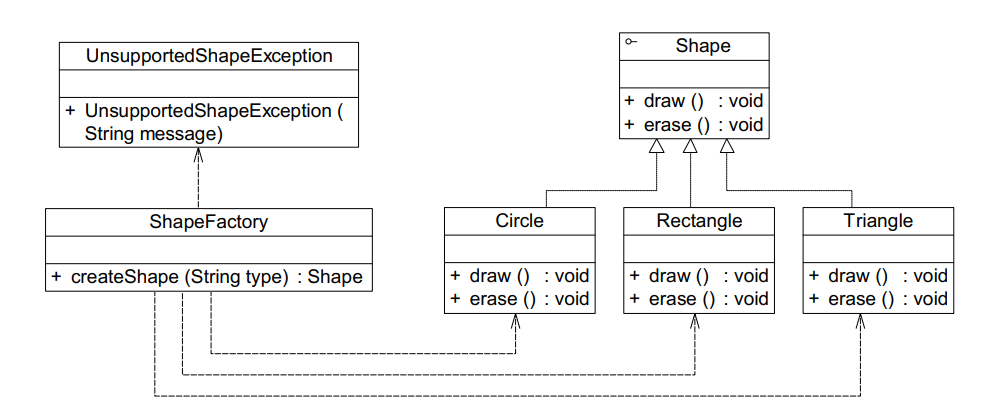 UnsupportedShapeException
+ UnsupportedShapeException (
String message)
Shape
+ draw () : void
+ erase () : void
ShapeFactory
+ createShape (String type) : Shape
Circle
+ draw () : void
+ erase () : void
Rectangle
+ draw () : void
+ erase () : void
Triangle
+ draw () : void
+ erase () : void